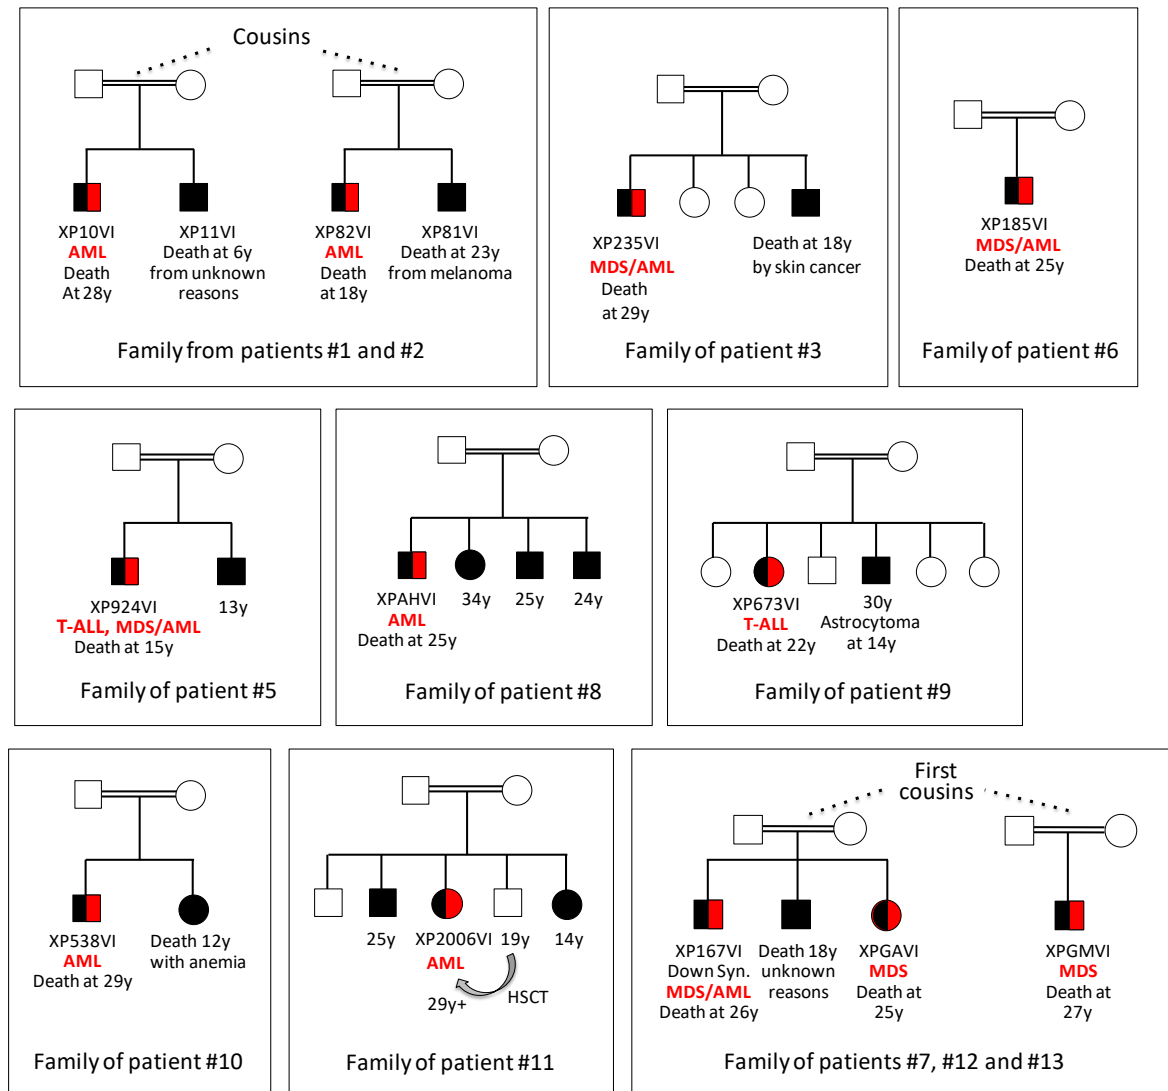 Cousins
XP10VI
AML
Death
At 28y
XP11VI
Death at 6y
from unknown
reasons
XP82VI
AML
Death
at 18y
XP81VI
Death at 23y
from melanoma
Family from patients #1 and #2
XP235VI
MDS/AML
Death
at 29y
Death at 18y
by skin cancer
Family of patient #3
XP185VI
MDS/AML
Death at 25y
Family of patient #6
XP924VI
T-ALL, MDS/AML
Death at 15y
13y
Family of patient #5
XPAHVI
AML
Death at 25y
34y
25y
24y
Family of patient #8
XP673VI
T-ALL
Death at 22y
30y
Astrocytoma
at 14y
Family of patient #9
XP538VI
AML
Death at 29y
Death 12y
with anemia
Family of patient #10
25y
XP2006VI
AML
29y+
19y
HSCT
14y
Family of patient #11
First
cousins
XP167VI
Down Syn.
MDS/AML
Death at 26y
Death 18y
unknown
reasons
XPGAVI
MDS
Death at
25y
XPGMVI
MDS
Death at
27y
Family of patients #7, #12 and #13